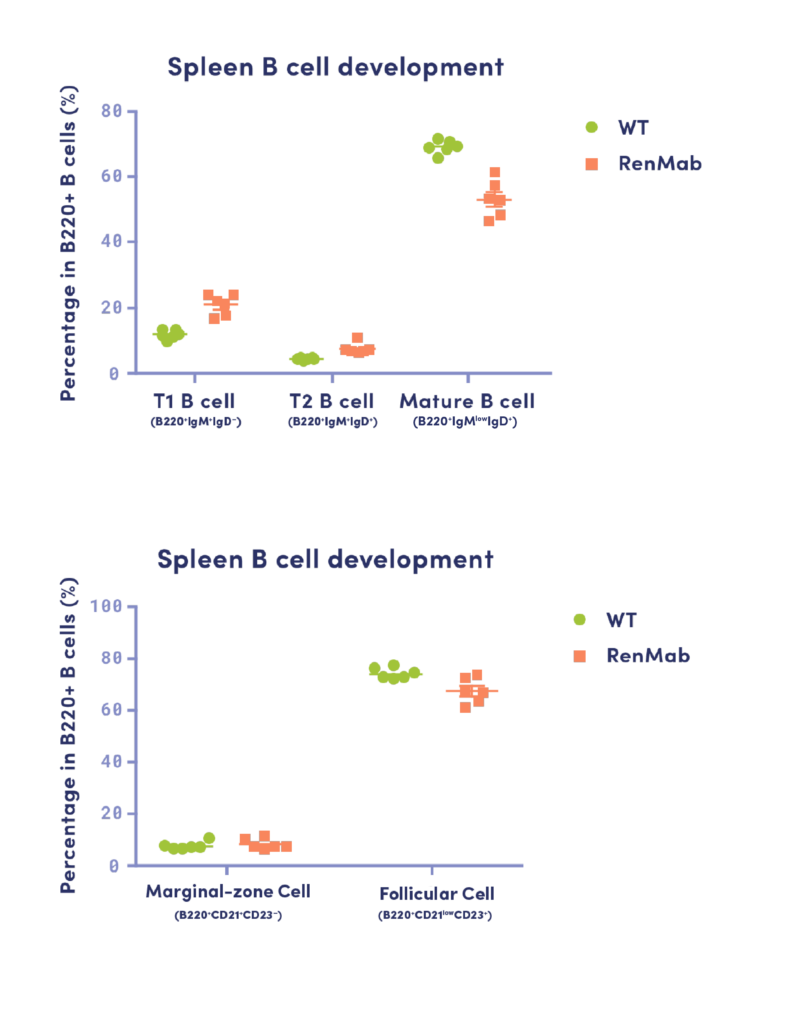 Spleen B cell development
Percentage in B220+ B cells (%)
80
60
40
20
0
WT
RenMab
T1 B cell
(B220⁺IgM⁺IgD⁻)
T2 B cell
(B220⁺IgM⁺IgD⁺)
Mature B cell
(B220⁺IgMˡᵒʷIgD⁺)
Spleen B cell development
Percentage in B220+ B cells (%)
100
80
60
40
20
0
WT
RenMab
Marginal-zone Cell
(B220⁺CD21⁺CD23⁻)
Follicular Cell
(B220⁺CD21ˡᵒʷCD23⁺)